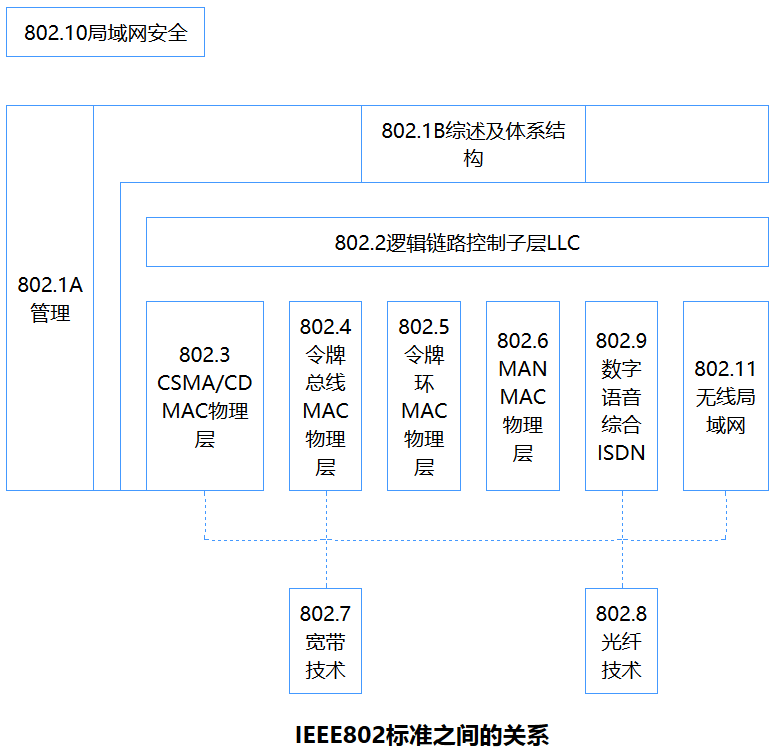 802.10局域网安全
802.1B综述及体系结
构
802.2逻辑链路控制子层LLC
802.1A
管理
802.3
CSMA/CD
MAC物理
层
802.4
令牌
总线
MAC
物理
层
802.5
令牌
环
MAC
物理
层
802.6
MAN
MAC
物理
层
802.9
数字
语音
综合
ISDN
802.11
无线局
域网
802.7
宽带
技术
802.8
光纤
技术
IEEE802标准之间的关系